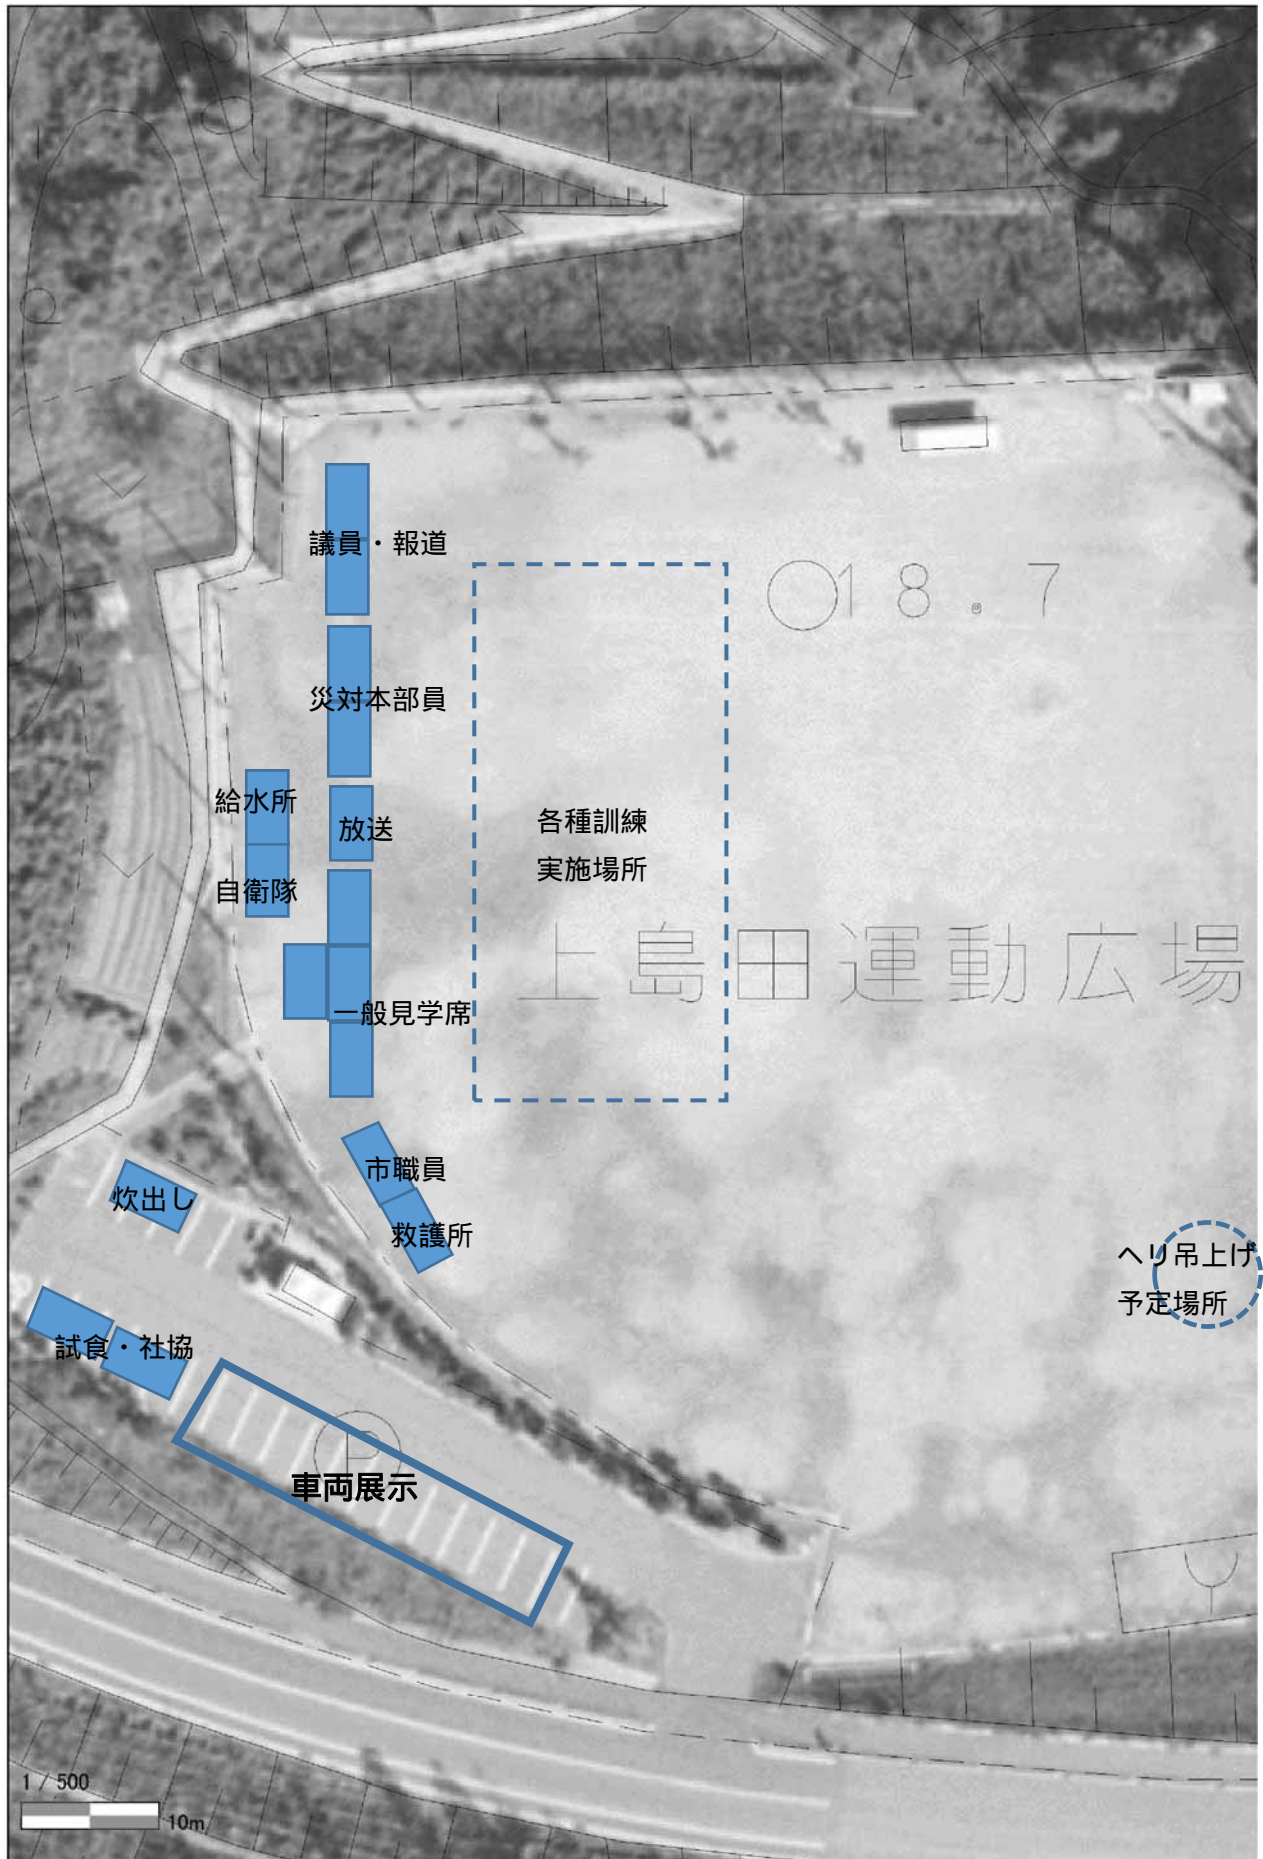 議員・報道
18.7
災対本部員
給水所
放送
各種訓練
実施場所
自衛隊
上島田運動広場
一般見学席
市職員
炊出し
救護所
ヘリ吊上げ
予定場所
試食・社協
P
車両展示
1 / 500
10m